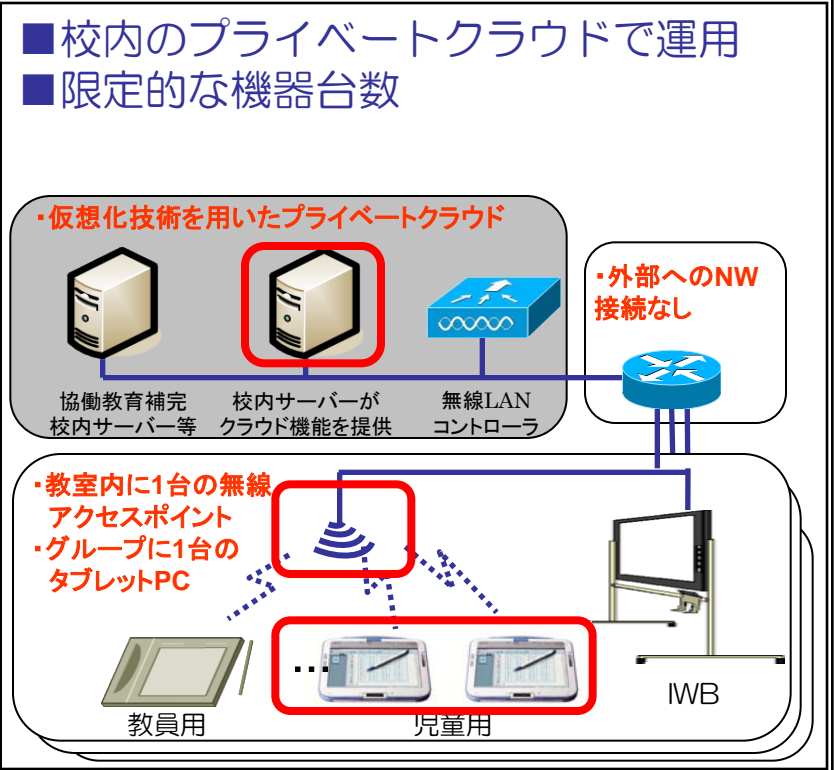 ■校内のプライベートクラウドで運用
■限定的な機器台数
・仮想化技術を用いたプライベートクラウド
・外部へのNW
接続なし
協働教育補完
校内サーバー等
校内サーバーが
クラウド機能を提供
無線LAN
コントローラ
・教室内に1台の無線
アクセスポイント
・グループに1台の
タブレットPC
…
教員用
児童用
IWB